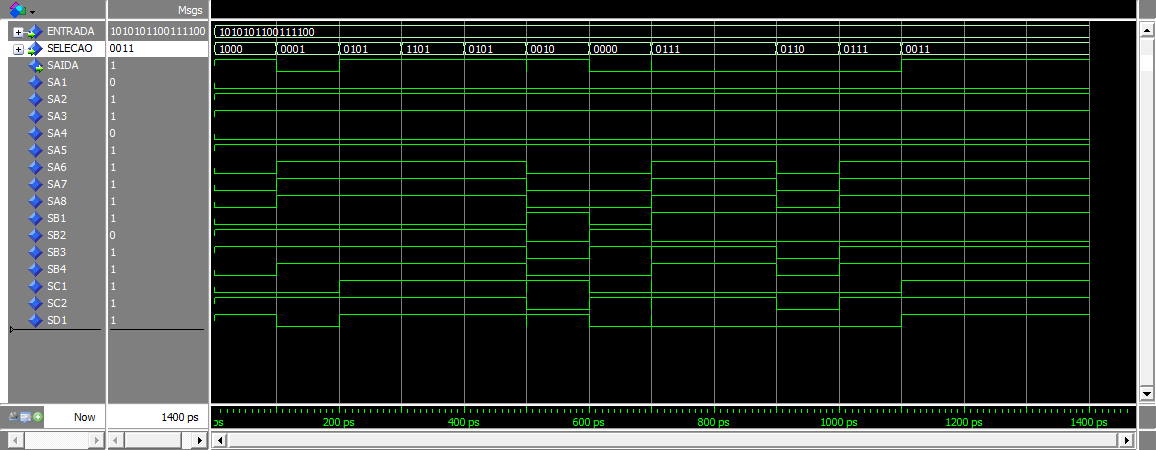 Msgs
ENTRADA 1010101100111100 1010101100111100
SELECAO 0011 1000 0001 0101 1101 0101 0010 0000 0111 0110 0111 0011
SAIDA 1
SA1 0
SA2 1
SA3 1
SA4 0
SA5 1
SA6 1
SA7 1
SA8 1
SB1 1
SB2 0
SB3 1
SB4 1
SC1 1
SC2 1
SD1 1
Now 1400 ps ps 200 ps 400 ps 600 ps 800 ps 1000 ps 1200 ps 1400 ps